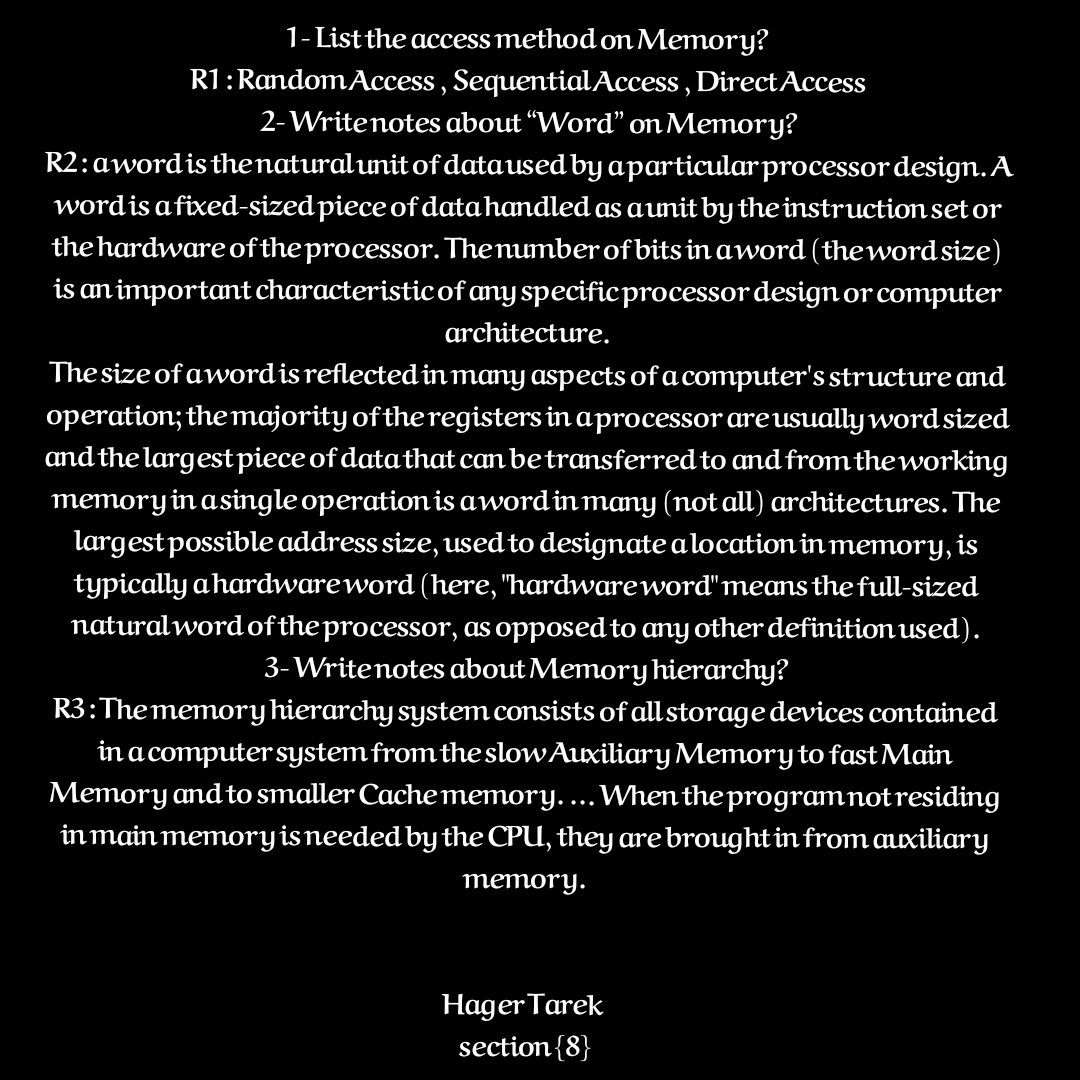 1- List the access method on Memory?
R1 : Random Access , Sequential Access , Direct Access
2- Write notes about “Word” on Memory?
R2 : a word is the natural unit of data used by a particular processor design. A
word is a fixed-sized piece of data handled as a unit by the instruction set or
the hardware of the processor. The number of bits in a word (the word size)
is an important characteristic of any specific processor design or computer
architecture.
The size of a word is reflected in many aspects of a computer's structure and
operation; the majority of the registers in a processor are usually word sized
and the largest piece of data that can be transferred to and from the working
memory in a single operation is a word in many (not all) architectures. The
largest possible address size, used to designate a location in memory, is
typically a hardware word (here, "hardware word" means the full-sized
natural word of the processor, as opposed to any other definition used).
3- Write notes about Memory hierarchy?
R3 : The memory hierarchy system consists of all storage devices contained
in a computer system from the slow Auxiliary Memory to fast Main
Memory and to smaller Cache memory. ... When the program not residing
in main memory is needed by the CPU, they are brought in from auxiliary
memory.
Hager Tarek
section {8}